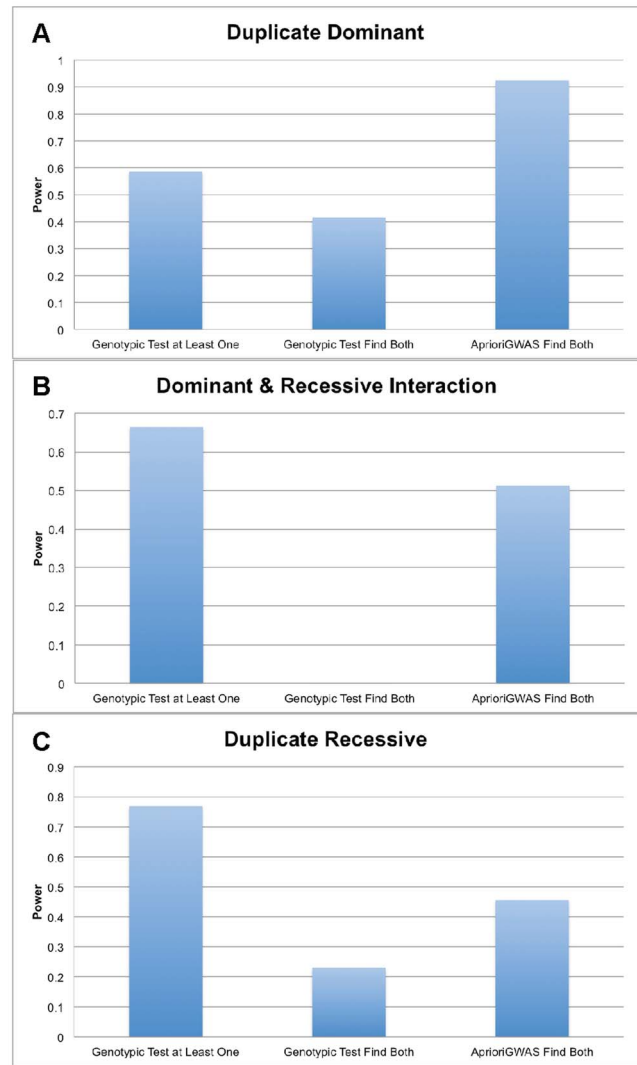 A
Duplicate Dominant
1
0.9
0.8
0.7
0.6
0.5
0.4
0.3
0.2
0.1
0
Power
Genotypic Test at Least One Genotypic Test Find Both AprioriGWAS Find Both
B
Dominant & Recessive Interaction
0.7
0.6
0.5
0.4
0.3
0.2
0.1
0
Power
Genotypic Test at Least One Genotypic Test Find Both AprioriGWAS Find Both
C
Duplicate Recessive
0.9
0.8
0.7
0.6
0.5
0.4
0.3
0.2
0.1
0
Power
Genotypic Test at Least One Genotypic Test Find Both AprioriGWAS Find Both